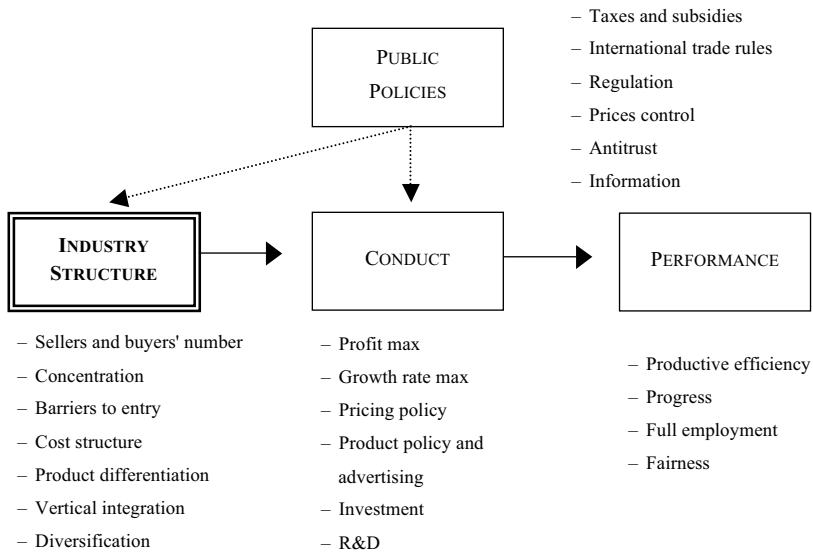 PUBLIC
POLICIES
– Taxes and subsidies
– International trade rules
– Regulation
– Prices control
– Antitrust
– Information
INDUSTRY
STRUCTURE
CONDUCT
PERFORMANCE
– Sellers and buyers' number
– Concentration
– Barriers to entry
– Cost structure
– Product differentiation
– Vertical integration
– Diversification
– Profit max
– Growth rate max
– Pricing policy
– Product policy and
advertising
– Investment
– R&D
– Productive efficiency
– Progress
– Full employment
– Fairness